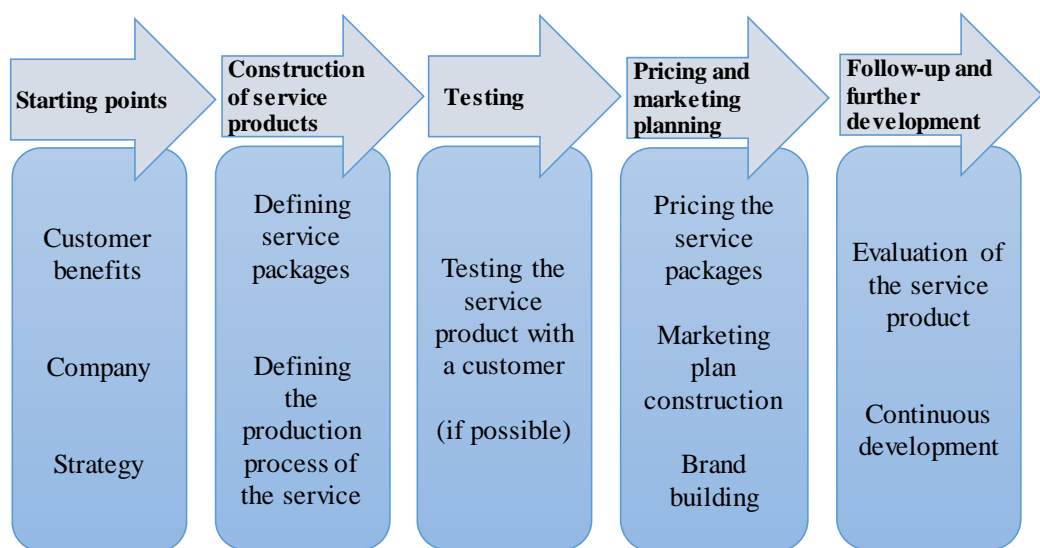 Starting points
Construction
of service
products
Testing
Pricing and
marketing
planning
Follow-up and
further
development
Customer
benefits
Company
Strategy
Defining
service
packages
Defining
the
production
process of
the service
Testing the
service
product with
a customer
(if possible)
Pricing the
service
packages
Marketing
plan
construction
Brand
building
Evaluation of
the service
product
Continuous
development